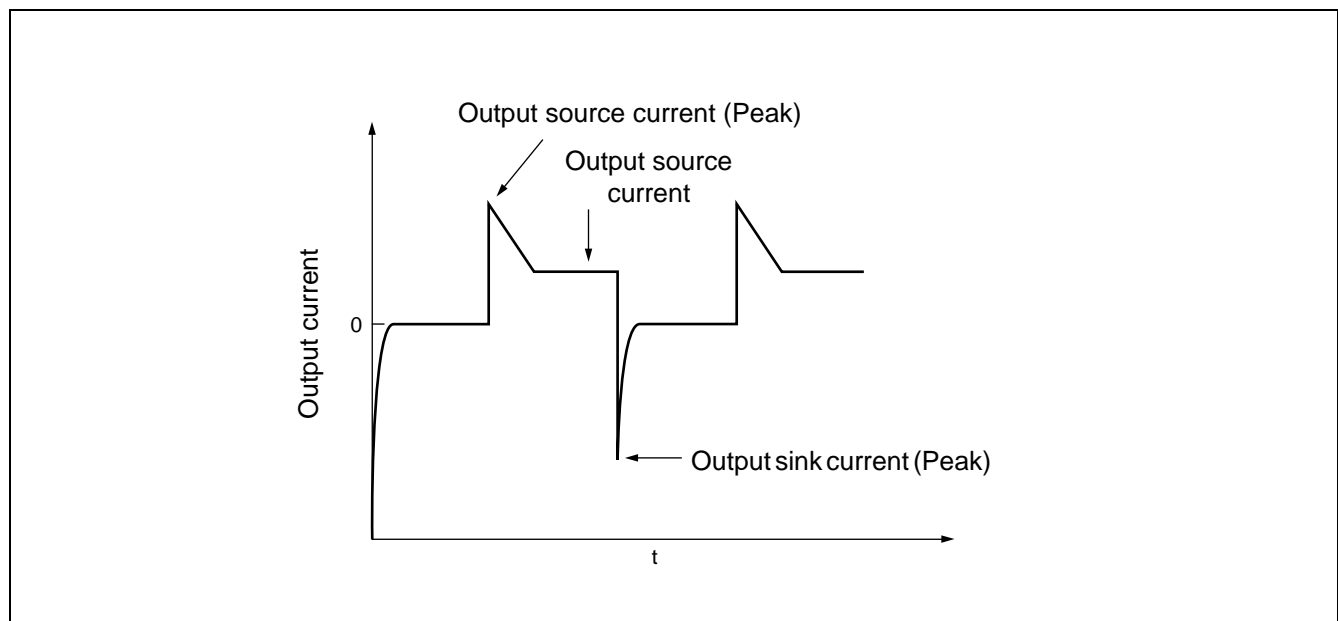 Output source current (Peak)
Output source
current
Output current
0
Output sink current (Peak)
t